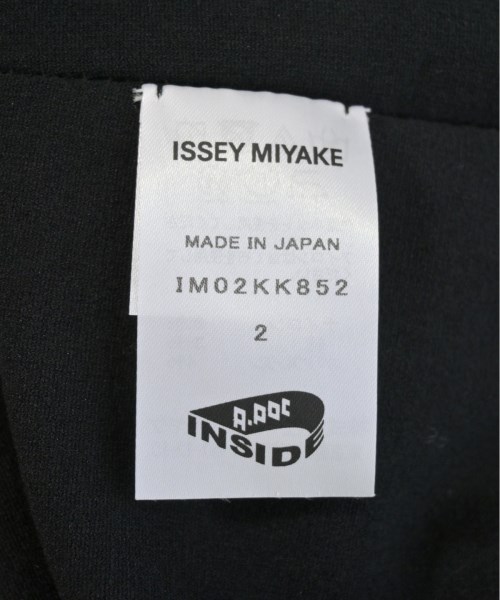 ISSEY MIYAKE
MADE IN JAPAN
IM02KK852
2
A.POC
INSIDE